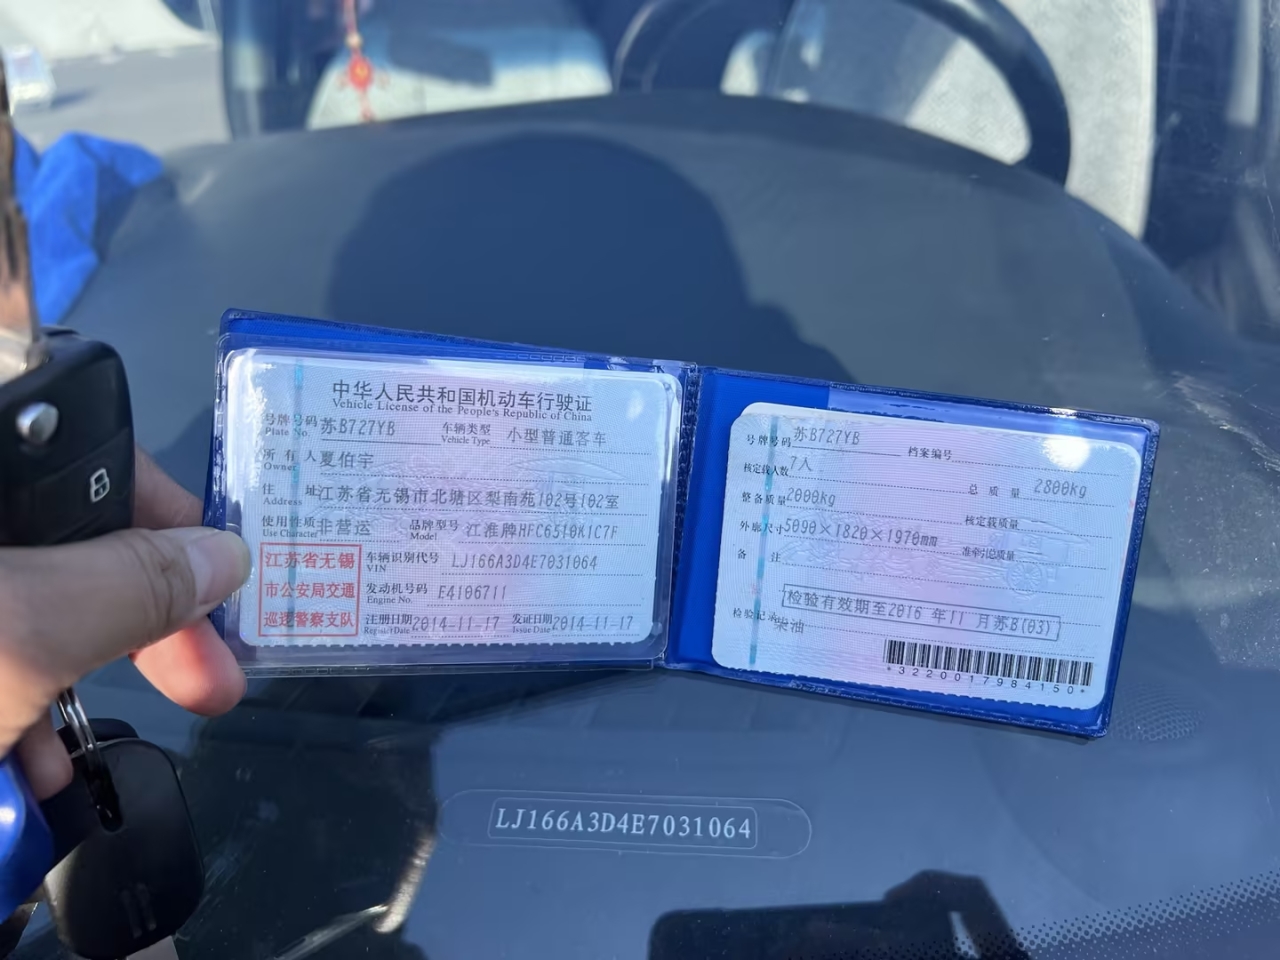 中华人民共和国机动车行驶证
Vehicle License of the People's Republic of China
号牌号码 苏B727YB 车辆类型 小型普通客车
Plate No. Vehicle Type
所有人 夏伯宇
Owner
住址 江苏省无锡市北塘区梨南苑102号102室
Address
使用性质 非营运 品牌型号 江淮牌HFC6510K1C7F
Use Character Model
江苏省无锡
市公安局交通
巡逻警察支队
车辆识别代号 LJ166A3D4E7031064
VIN
发动机号码 E4106711
Engine No.
注册日期 2014-11-17 发证日期 2014-11-17
Register Date Issue Date
号牌号码 苏B727YB 档案编号
核定载人数 7人 总质量 2800kg
整备质量 2000kg 核定载质量
外廓尺寸 5090×1820×1970mm 准牵引总质量
备注
检验有效期至2016年11月苏B(03)
检验记录 柴油
*3220017984150*
LJ166A3D4E7031064